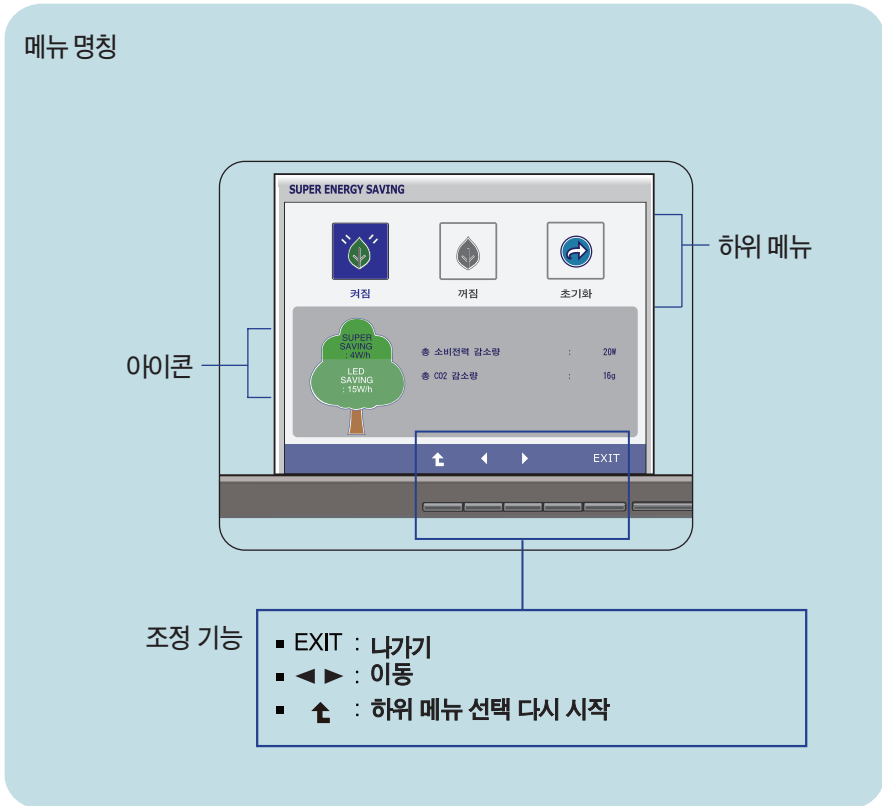 메뉴 명칭
SUPER ENERGY SAVING
켜짐 꺼짐 초기화
하위 메뉴
아이콘
SUPER
SAVING
: 4W/h
LED
SAVING
: 15W/h
총 소비전력 감소량 : 20W
총 CO2 감소량 : 16g
EXIT
조정 기능
EXIT : 나가기
◀ ▶ : 이동
: 하위 메뉴 선택 다시 시작